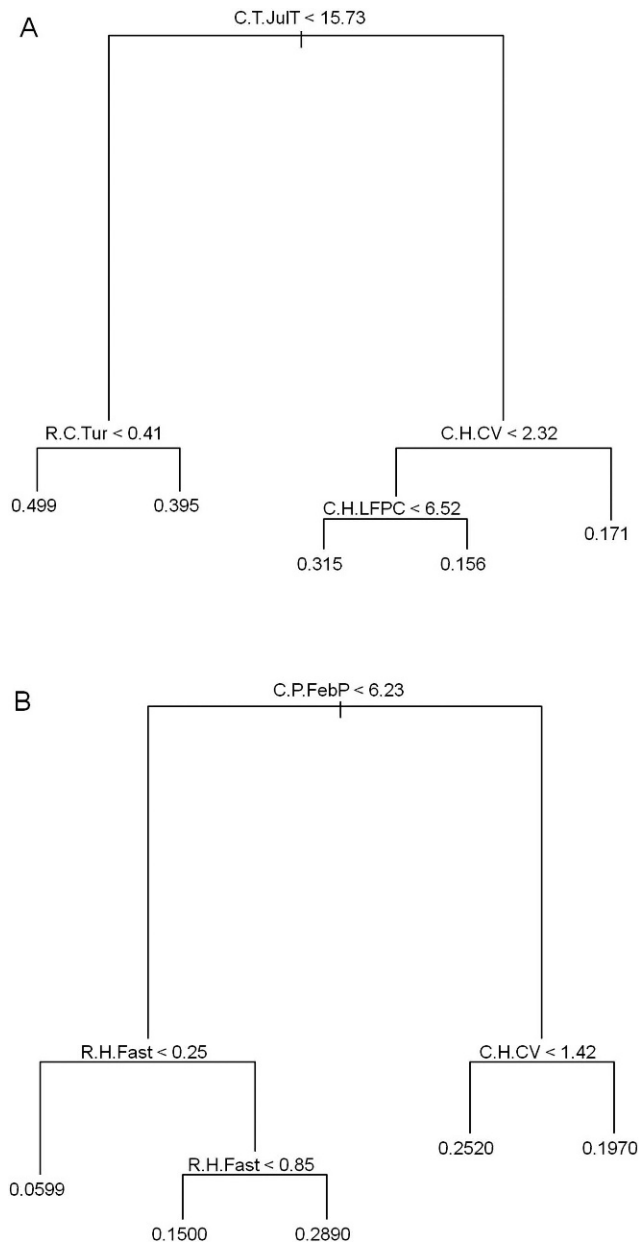 A
C.T.JulT < 15.73
R.C.Tur < 0.41
C.H.CV < 2.32
0.499
0.395
C.H.LFPC < 6.52
0.171
0.315
0.156
B
C.P.FebP < 6.23
R.H.Fast < 0.25
C.H.CV < 1.42
0.2520
0.1970
R.H.Fast < 0.85
0.0599
0.1500
0.2890